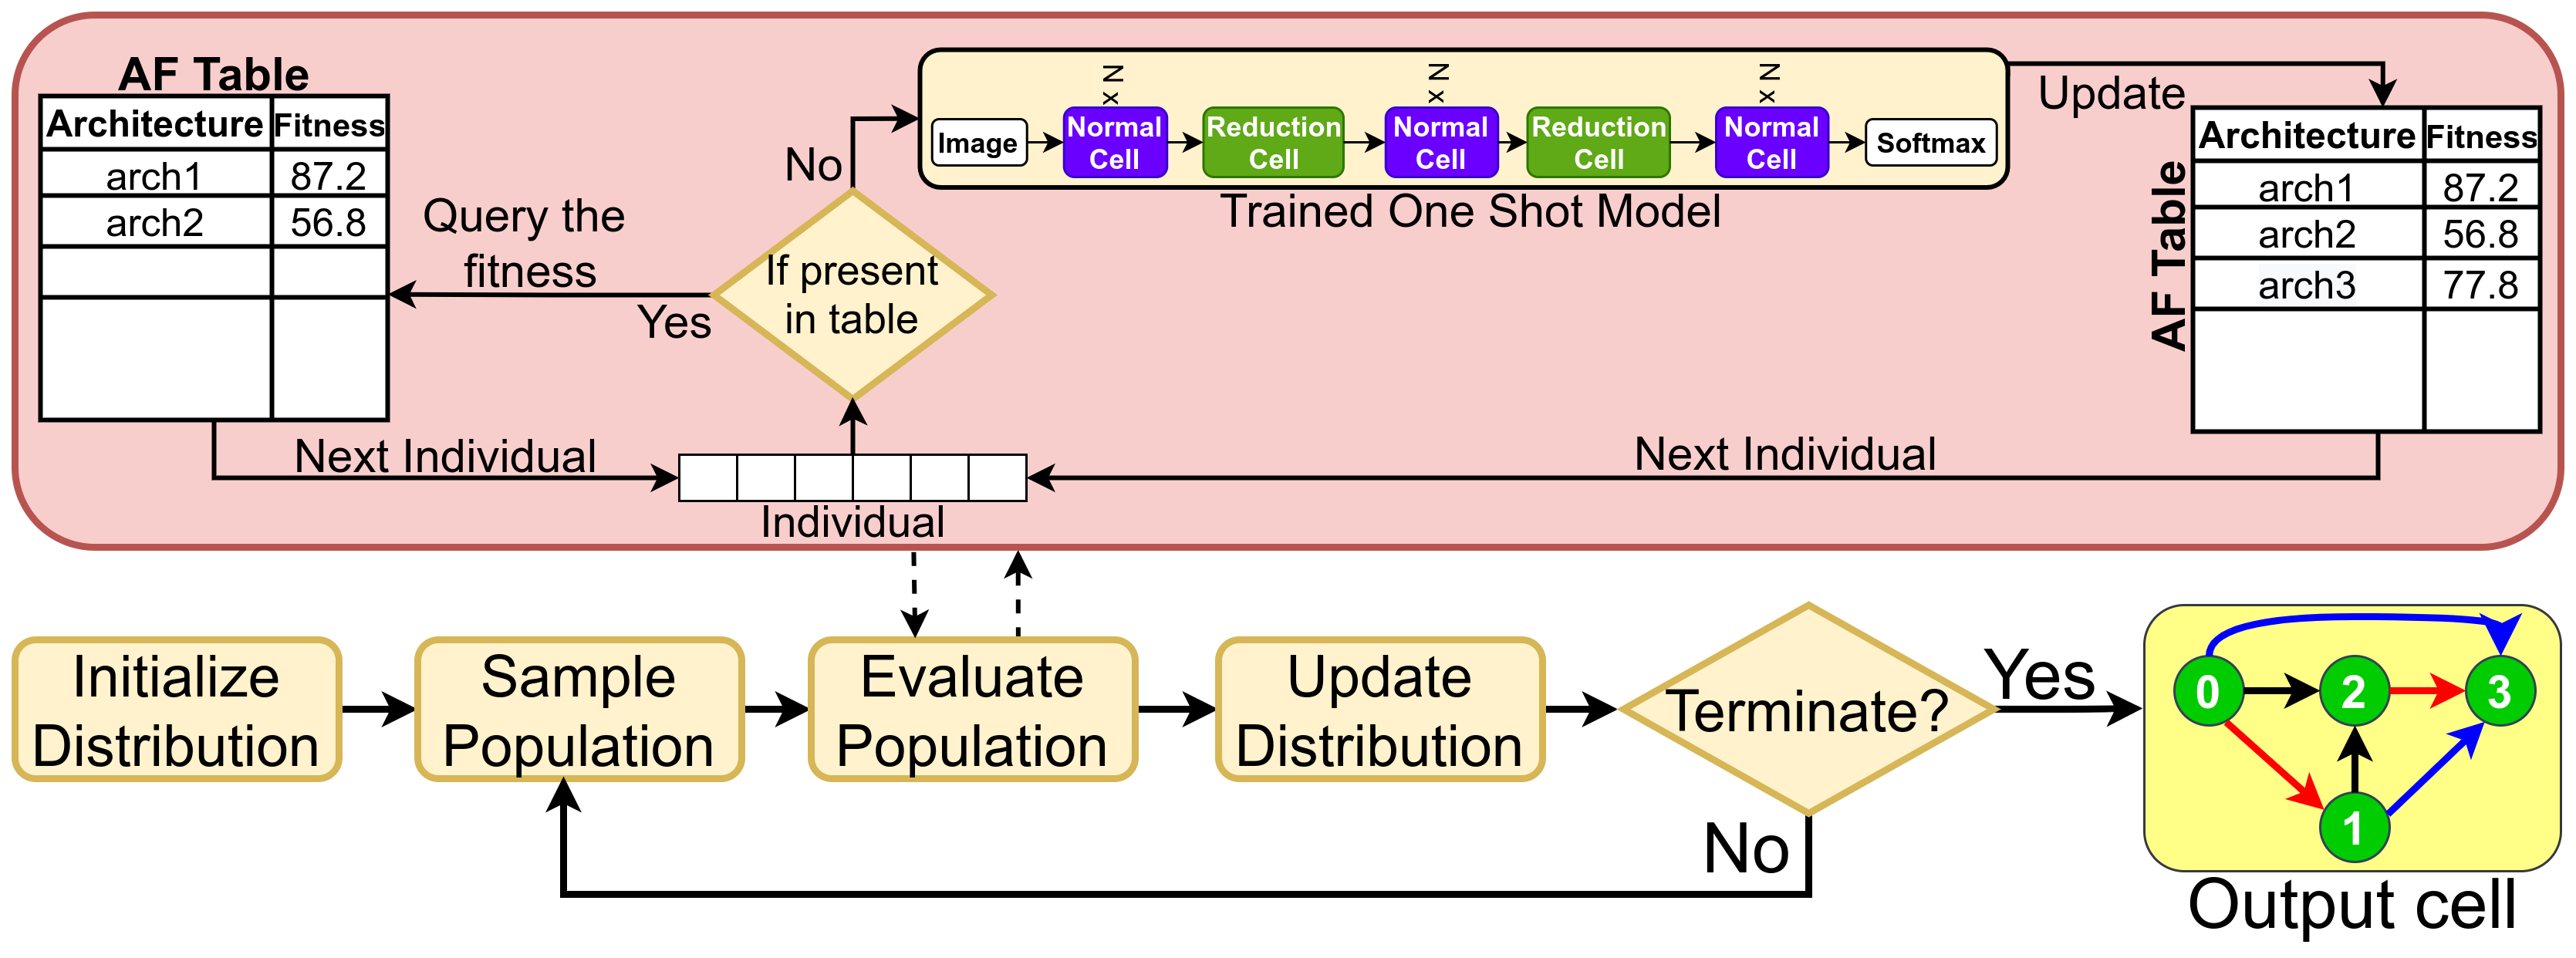 AF Table
Architecture Fitness
arch1 87.2
arch2 56.8
Query the
fitness
Yes
No
If present
in table
x N
x N
x N
Image
Normal
Cell
Reduction
Cell
Normal
Cell
Reduction
Cell
Normal
Cell
Softmax
Trained One Shot Model
Update
AF Table
Architecture Fitness
arch1 87.2
arch2 56.8
arch3 77.8
Next Individual
Next Individual
Individual
Initialize
Distribution
Sample
Population
Evaluate
Population
Update
Distribution
Terminate?
Yes
No
0
2
3
1
Output cell